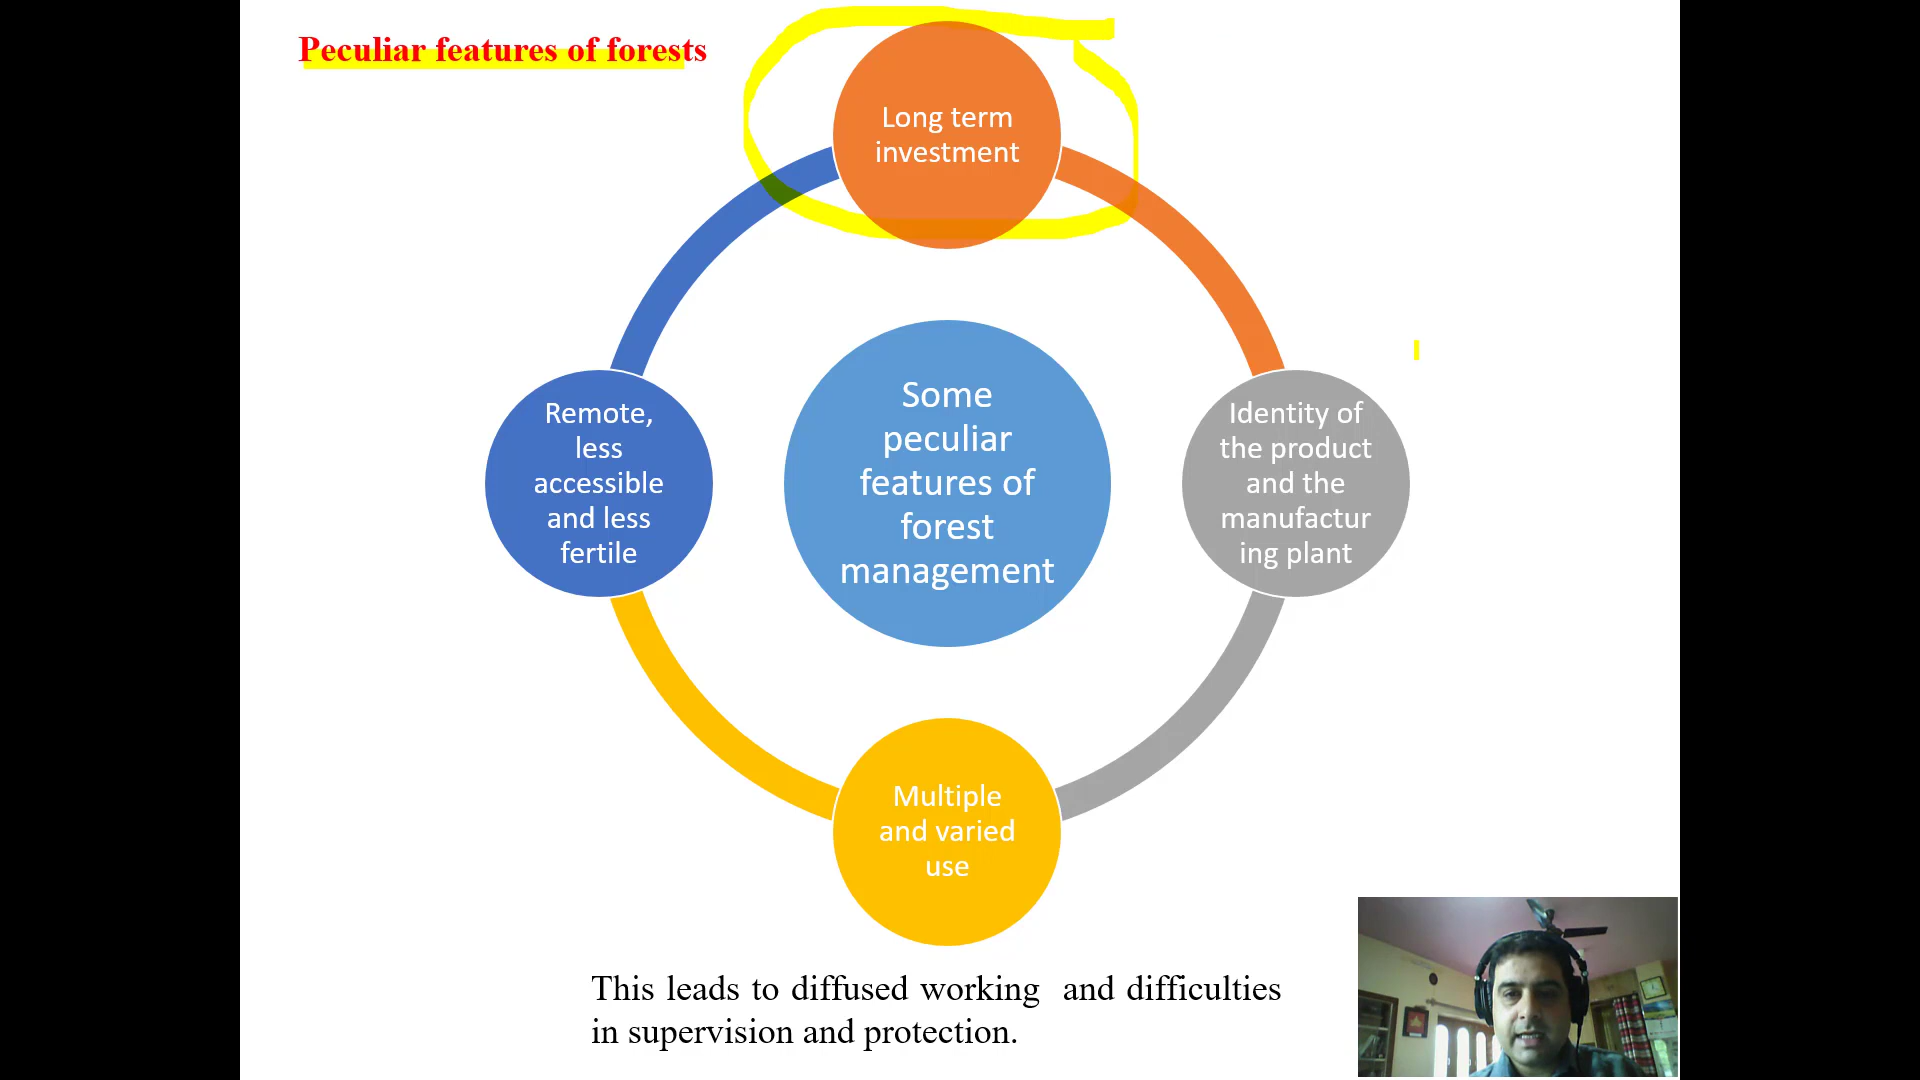 Peculiar features of forests
Long term
investment
Some
peculiar
features of
forest
management
Remote,
less
accessible
and less
fertile
Identity of
the product
and the
manufactur
ing plant
Multiple
and varied
use
This leads to diffused working  and difficulties
in supervision and protection.